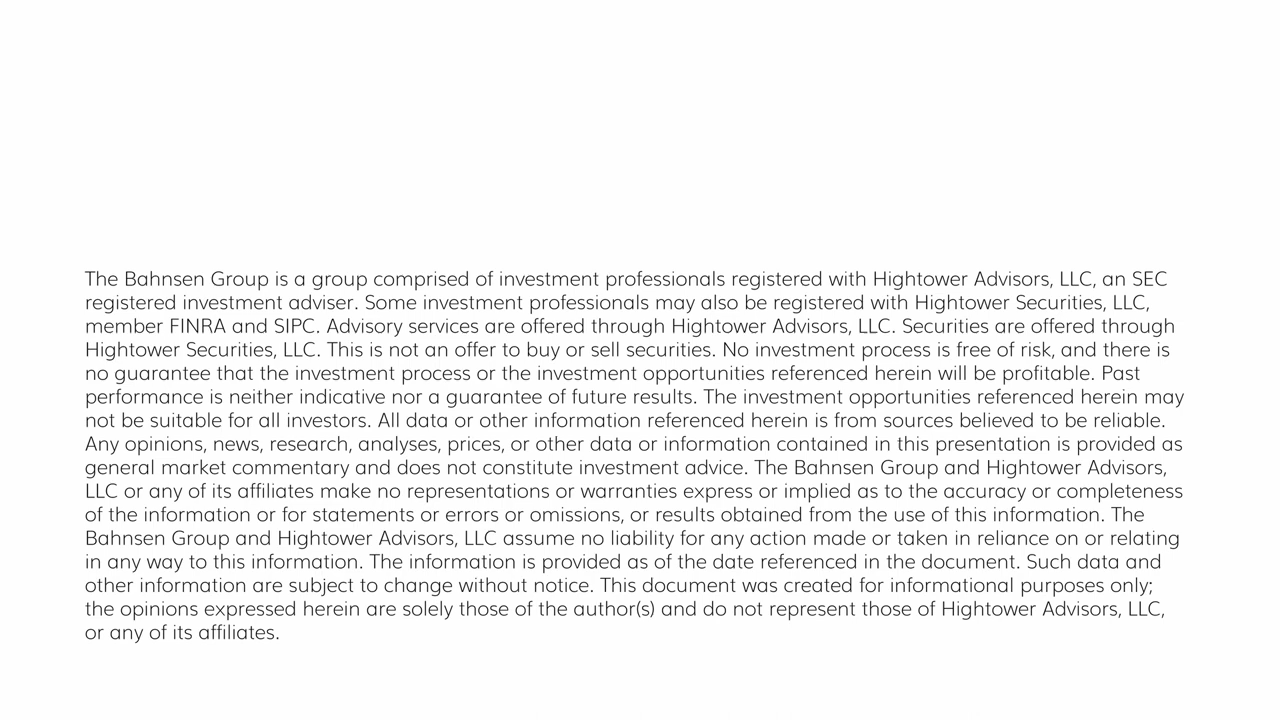 The Bahnsen Group is a group comprised of investment professionals registered with Hightower Advisors, LLC, an SEC
registered investment adviser. Some investment professionals may also be registered with Hightower Securities, LLC,
member FINRA and SIPC. Advisory services are offered through Hightower Advisors, LLC. Securities are offered through
Hightower Securities, LLC. This is not an offer to buy or sell securities. No investment process is free of risk, and there is
no guarantee that the investment process or the investment opportunities referenced herein will be profitable. Past
performance is neither indicative nor a guarantee of future results. The investment opportunities referenced herein may
not be suitable for all investors. All data or other information referenced herein is from sources believed to be reliable.
Any opinions, news, research, analyses, prices, or other data or information contained in this presentation is provided as
general market commentary and does not constitute investment advice. The Bahnsen Group and Hightower Advisors,
LLC or any of its affiliates make no representations or warranties express or implied as to the accuracy or completeness
of the information or for statements or errors or omissions, or results obtained from the use of this information. The
Bahnsen Group and Hightower Advisors, LLC assume no liability for any action made or taken in reliance on or relating
in any way to this information. The information is provided as of the date referenced in the document. Such data and
other information are subject to change without notice. This document was created for informational purposes only;
the opinions expressed herein are solely those of the author(s) and do not represent those of Hightower Advisors, LLC,
or any of its affiliates.